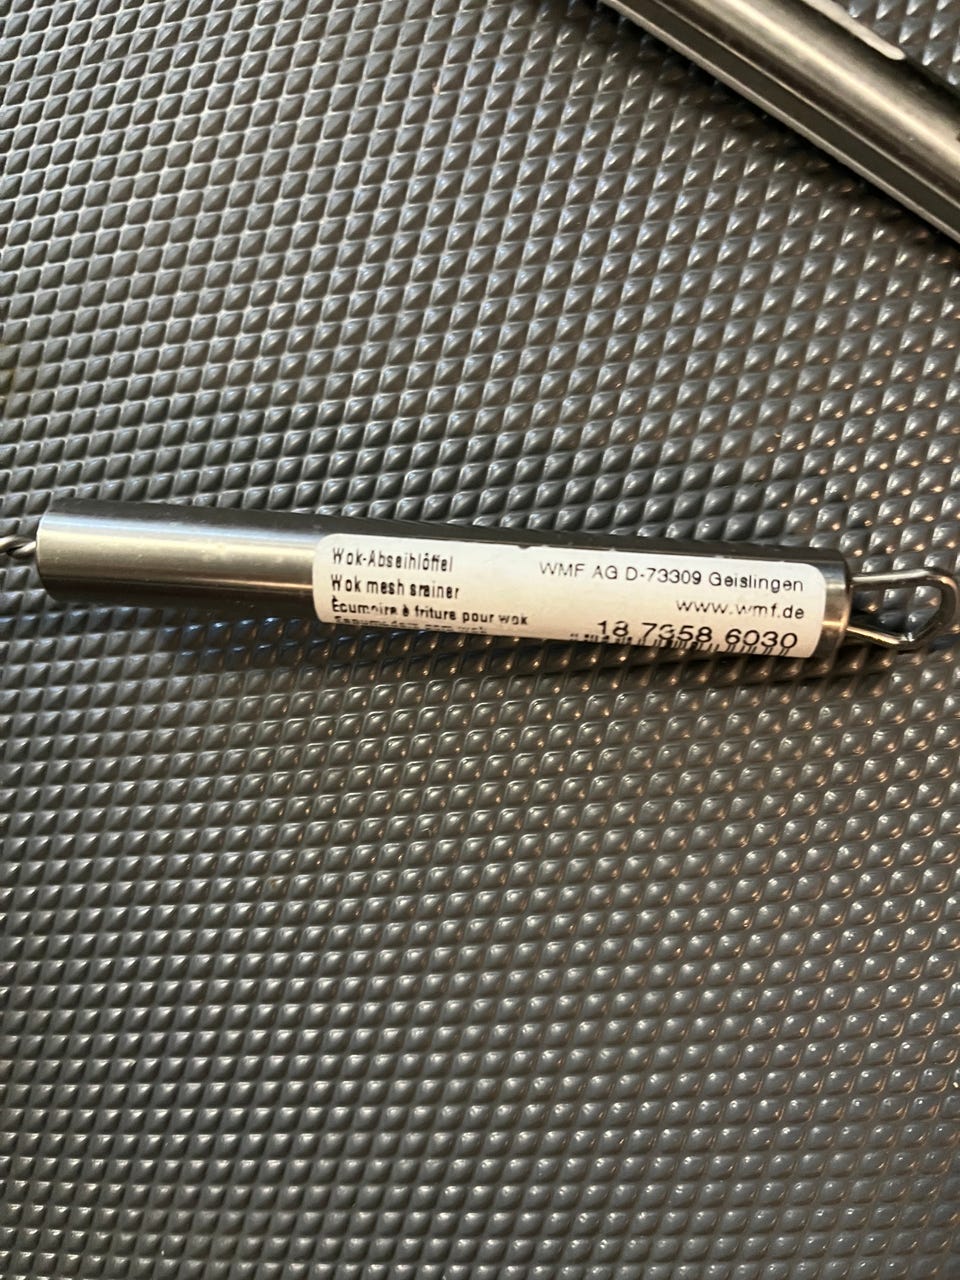 Wok-Abseihlöffel
Wok mesh srainer
Écumoire à friture pour wok
WMF AG D-73309 Geislingen
www.wmf.de
18 7358 6030